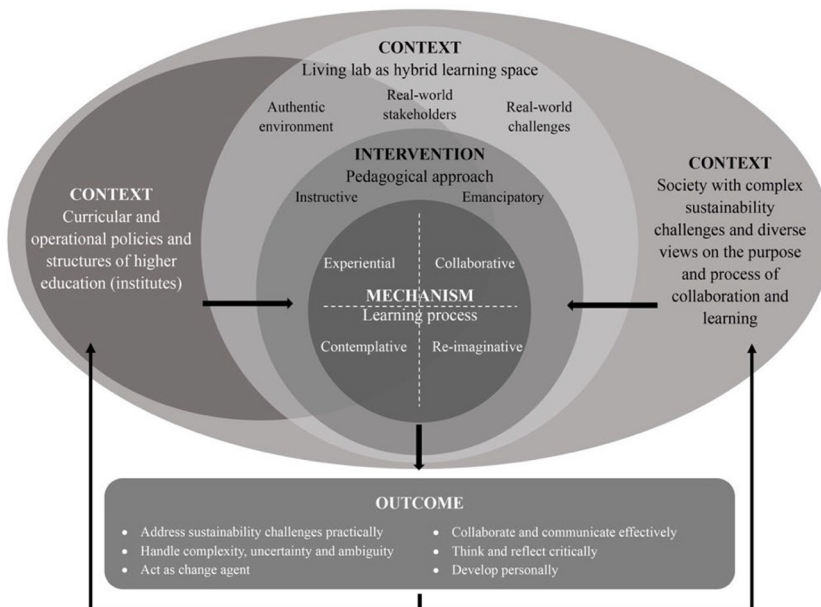 CONTEXT
Living lab as hybrid learning space
Authentic
environment
Real-world
stakeholders
Real-world
challenges
INTERVENTION
Pedagogical approach
Instructive
Emancipatory
CONTEXT
Curricular and
operational policies and
structures of higher
education (institutes)
Experiential
Collaborative
MECHANISM
Learning process
Contemplative
Re-imaginative
CONTEXT
Society with complex
sustainability
challenges and diverse
views on the purpose
and process of
collaboration and
learning
OUTCOME
• Address sustainability challenges practically
• Handle complexity, uncertainty and ambiguity
• Act as change agent
• Collaborate and communicate effectively
• Think and reflect critically
• Develop personally